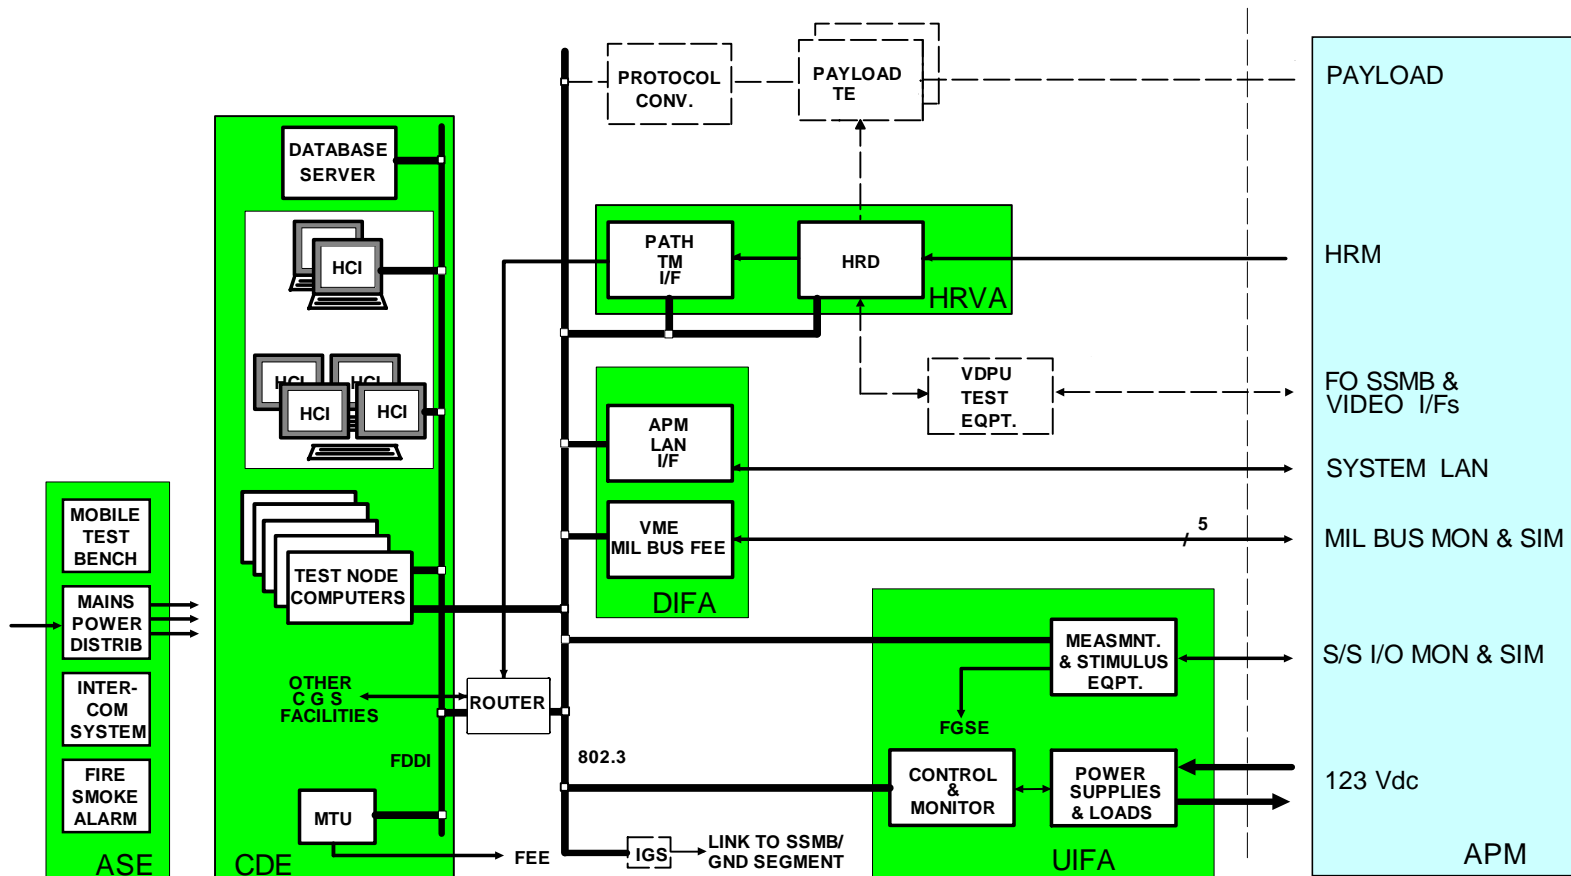 PROTOCOL
CONV.
PAYLOAD
TE
PAYLOAD
DATABASE
SERVER
HCI
HCI
HCI
HCI
HCI
PATH
TM
I/F
HRD
HRVA
HRM
VDPU
TEST
EQPT.
FO SSMB &
VIDEO I/Fs
APM
LAN
I/F
SYSTEM LAN
VME
MIL BUS FEE
5
MIL BUS MON & SIM
DIFA
MOBILE
TEST
BENCH
MAINS
POWER
DISTRIB
INTER-
COM
SYSTEM
FIRE
SMOKE
ALARM
ASE
TEST NODE
COMPUTERS
OTHER
C G S
FACILITIES
ROUTER
FDDI
802.3
MTU
FEE
CDE
IGS
LINK TO SSMB/
GND SEGMENT
MEASMNT.
& STIMULUS
EQPT.
S/S I/O MON & SIM
FGSE
CONTROL
&
MONITOR
POWER
SUPPLIES
& LOADS
123 Vdc
UIFA
APM